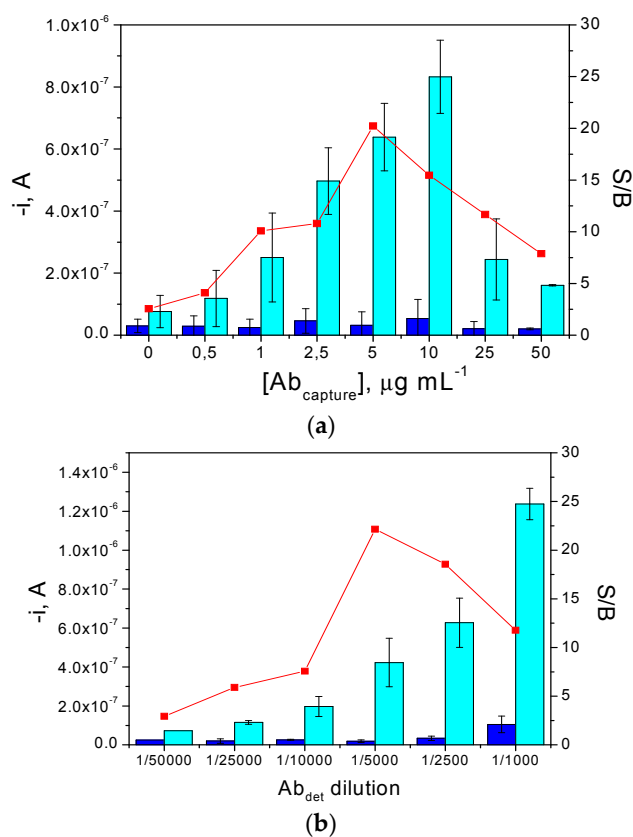 1.0x10⁻⁶
8.0x10⁻⁷
6.0x10⁻⁷
4.0x10⁻⁷
2.0x10⁻⁷
0.0
-i, A
30
25
20
15
10
5
0
S/B
0 0,5 1 2,5 5 10 25 50
[Ab_capture], μg mL⁻¹
(a)
1.4x10⁻⁶
1.2x10⁻⁶
1.0x10⁻⁶
8.0x10⁻⁷
6.0x10⁻⁷
4.0x10⁻⁷
2.0x10⁻⁷
0.0
-i, A
30
25
20
15
10
5
0
S/B
1/50000 1/25000 1/10000 1/5000 1/2500 1/1000
Ab_det dilution
(b)